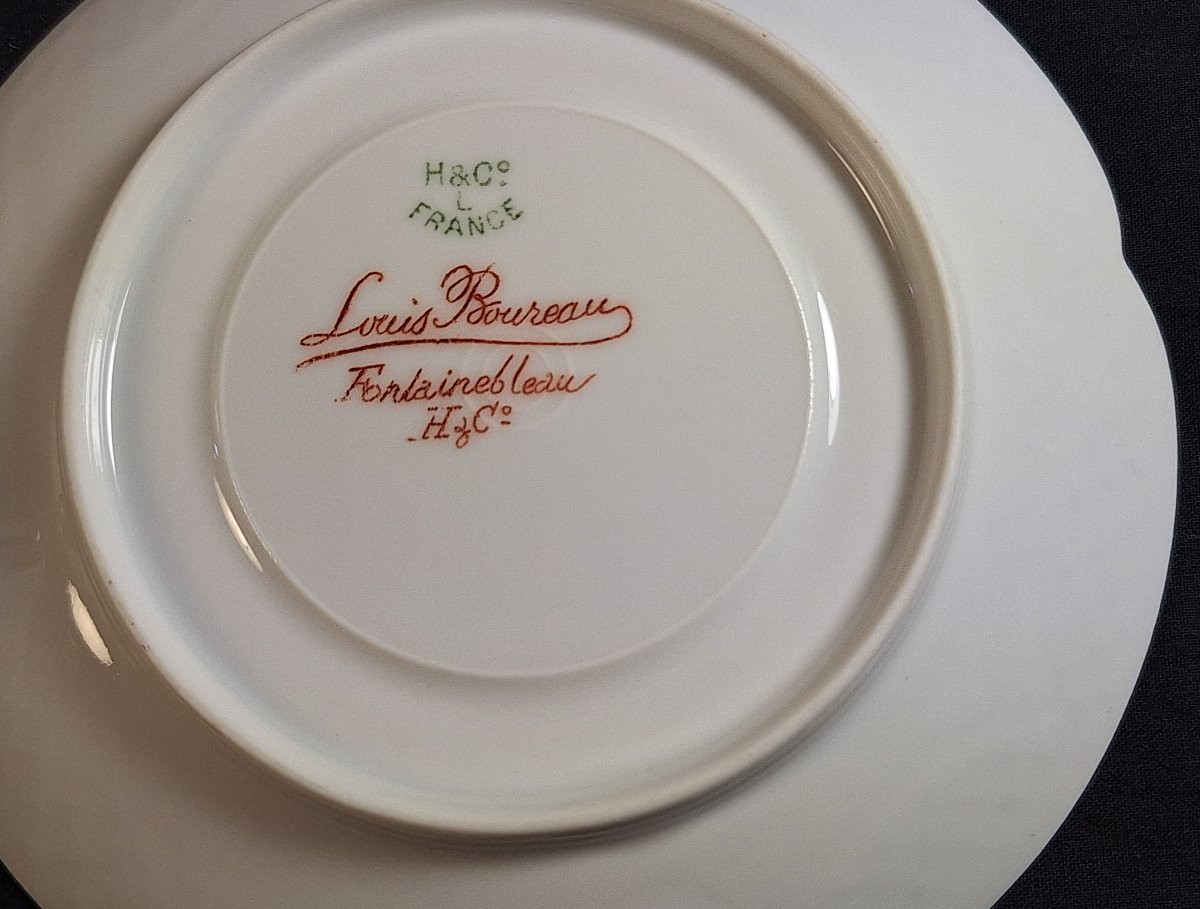 H&Cº
L
FRANCE
Louis Boureau
Fontainebleau
H&Cº